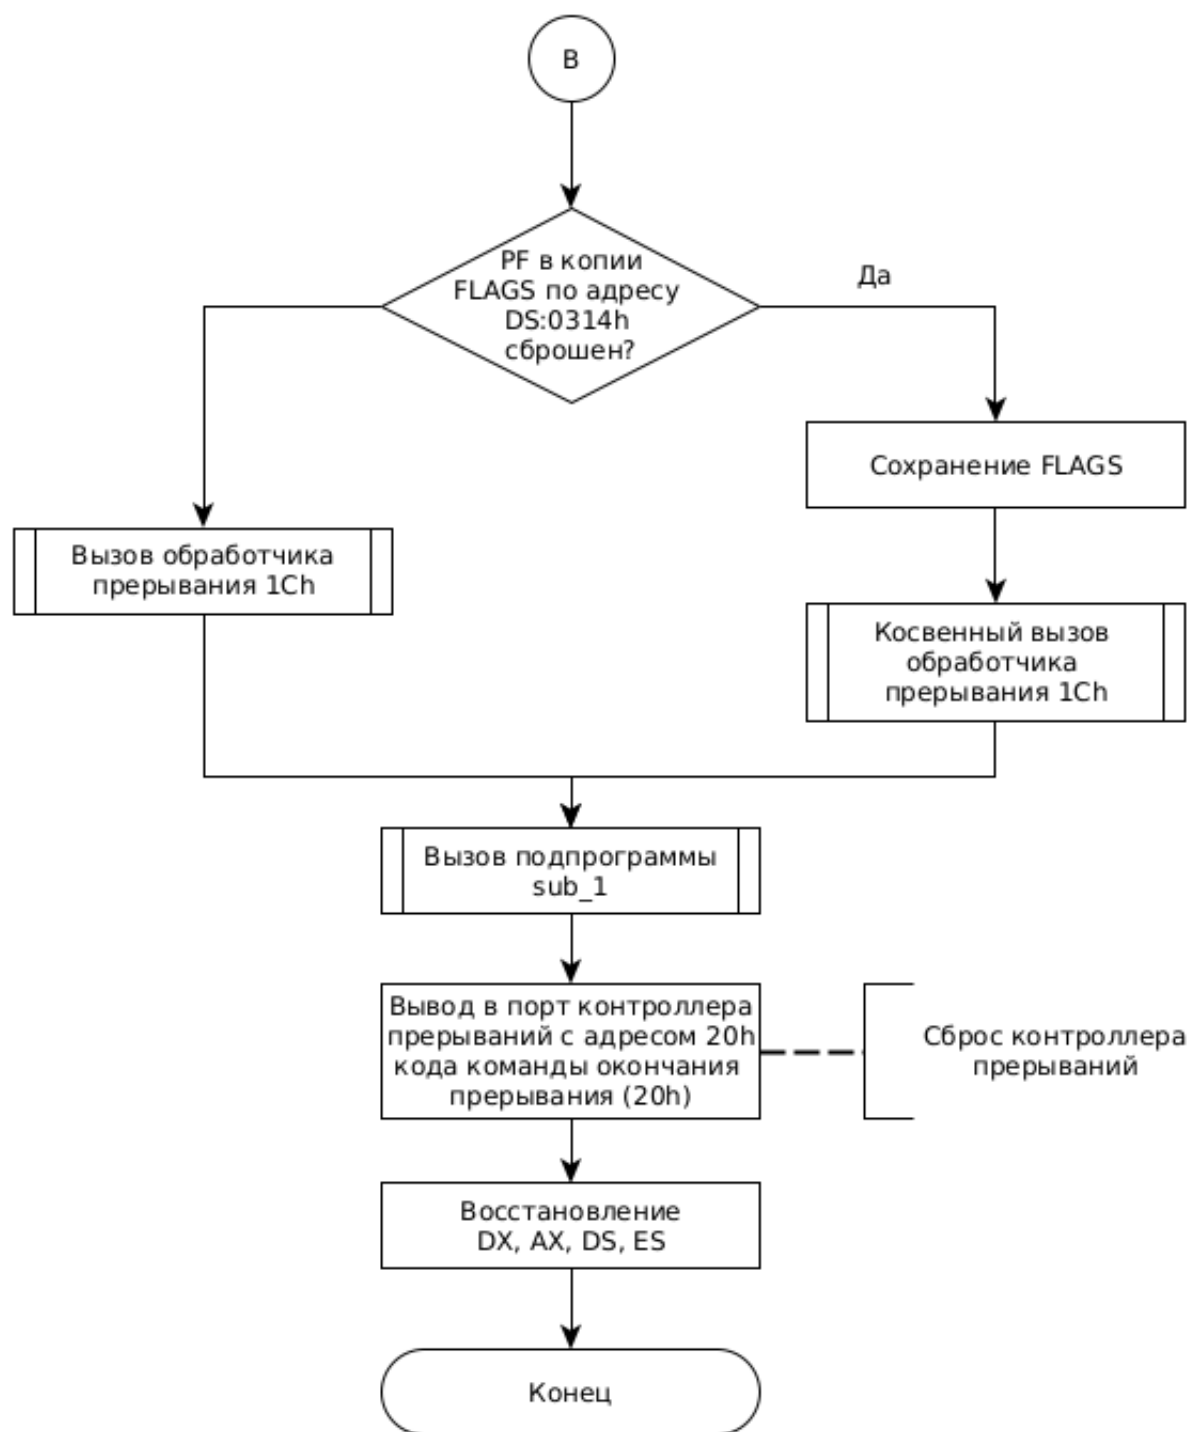 В
PF в копии
FLAGS по адресу
DS:0314h
сброшен?
Да
Сохранение FLAGS
Вызов обработчика
прерывания 1Ch
Косвенный вызов
обработчика
прерывания 1Ch
Вызов подпрограммы
sub_1
Вывод в порт контроллера
прерываний с адресом 20h
кода команды окончания
прерывания (20h)
Сброс контроллера
прерываний
Восстановление
DX, AX, DS, ES
Конец